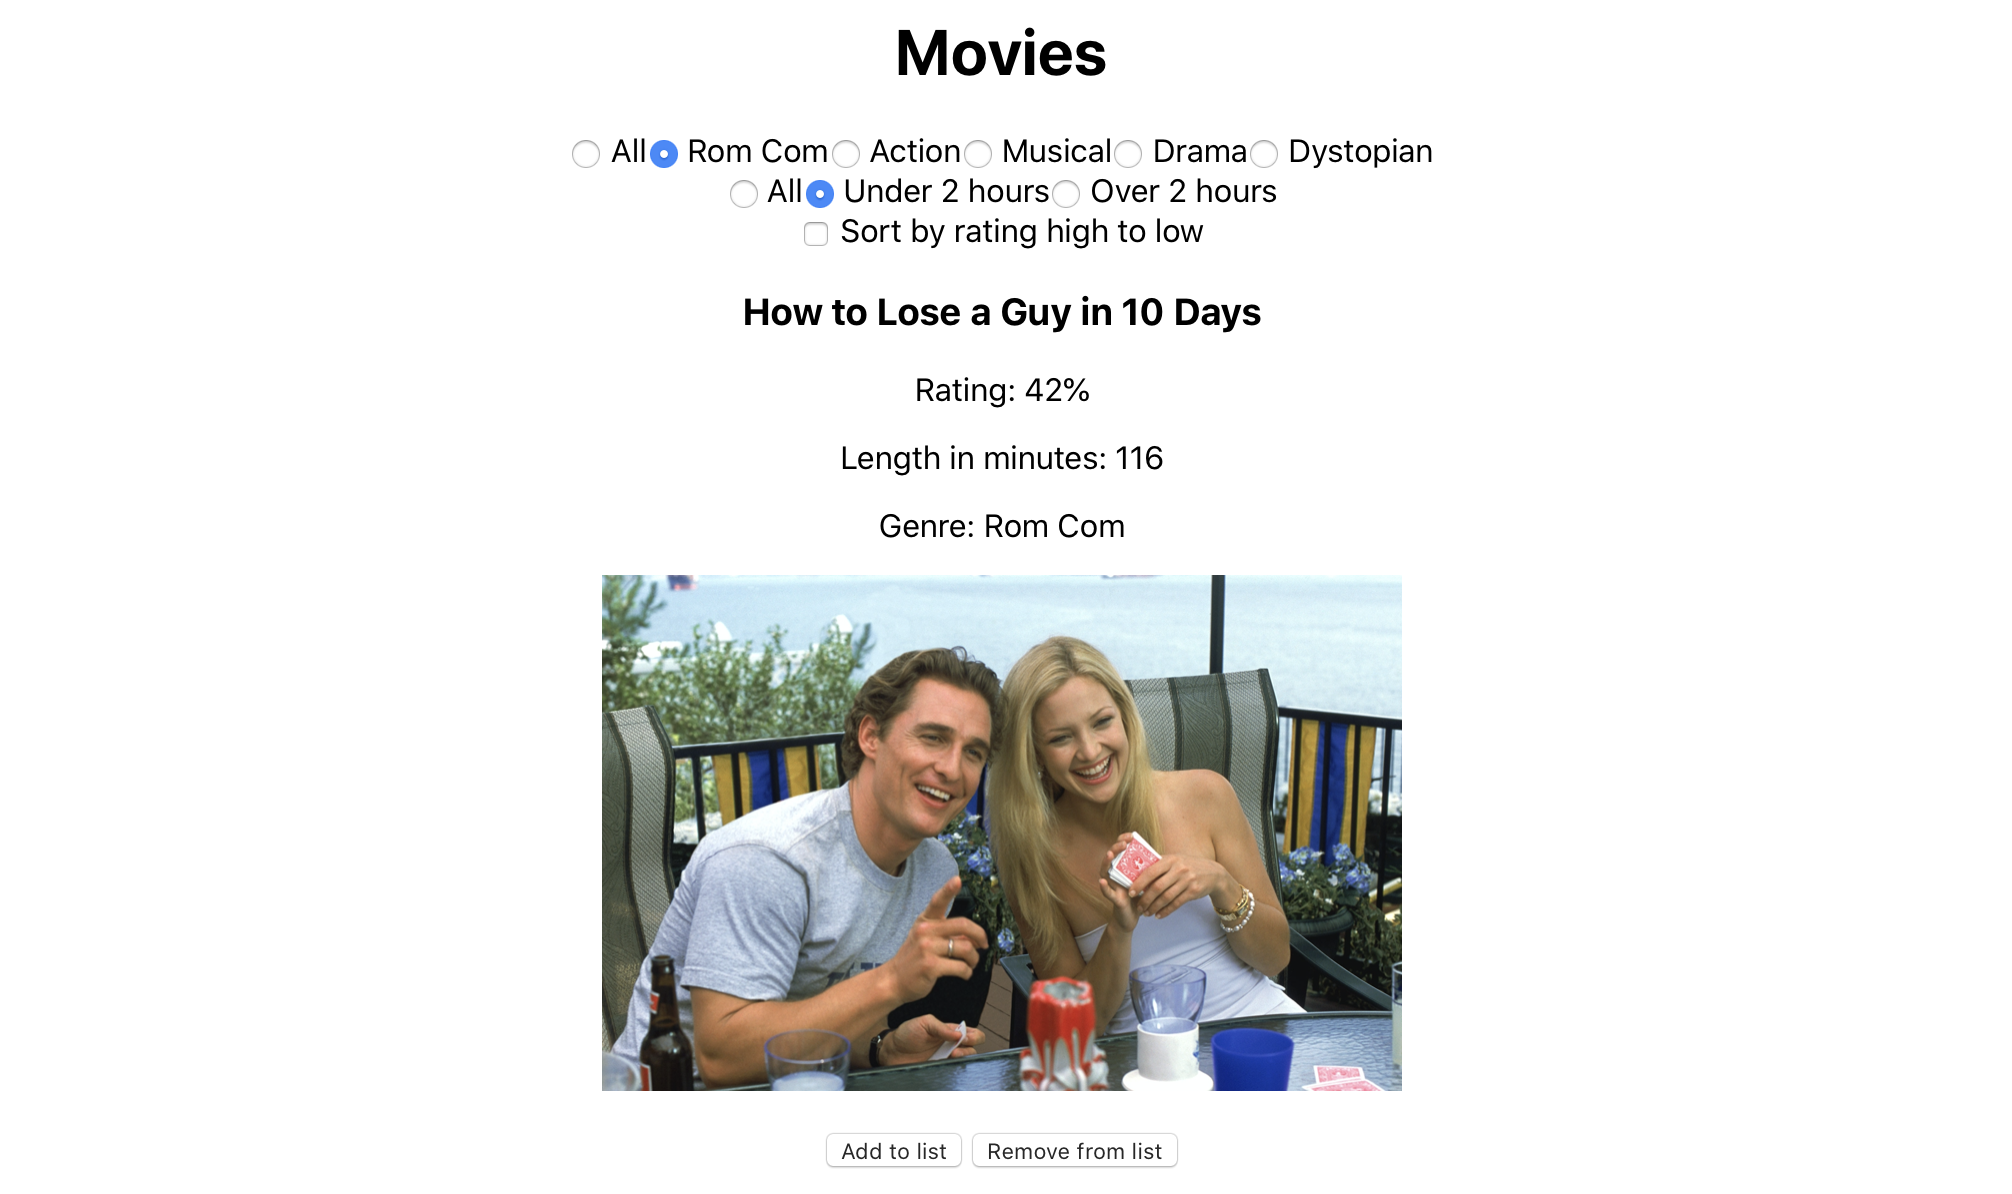 Movies
All Rom Com Action Musical Drama Dystopian
All Under 2 hours Over 2 hours
Sort by rating high to low
How to Lose a Guy in 10 Days
Rating: 42%
Length in minutes: 116
Genre: Rom Com
Add to list Remove from list